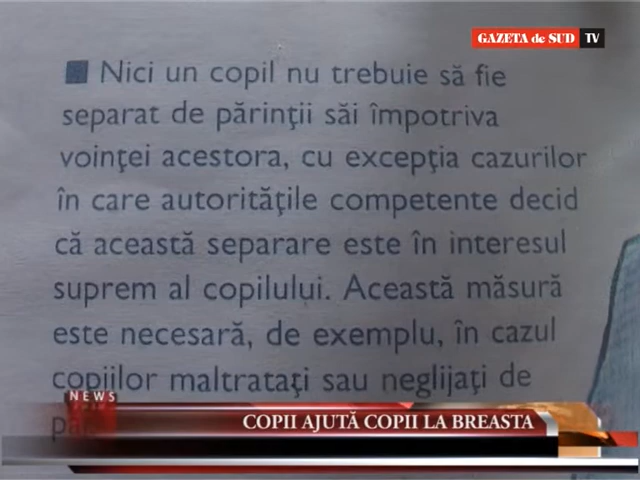 GAZETA de SUD TV
■ Nici un copil nu trebuie să fie
separat de părinţii săi împotriva
voinţei acestora, cu excepţia cazurilor
în care autorităţile competente decid
că această separare este în interesul
suprem al copilului. Această măsură
este necesară, de exemplu, în cazul
copiilor maltrataţi sau neglijaţi de
NEWS
COPII AJUTĂ COPII LA BREASTA